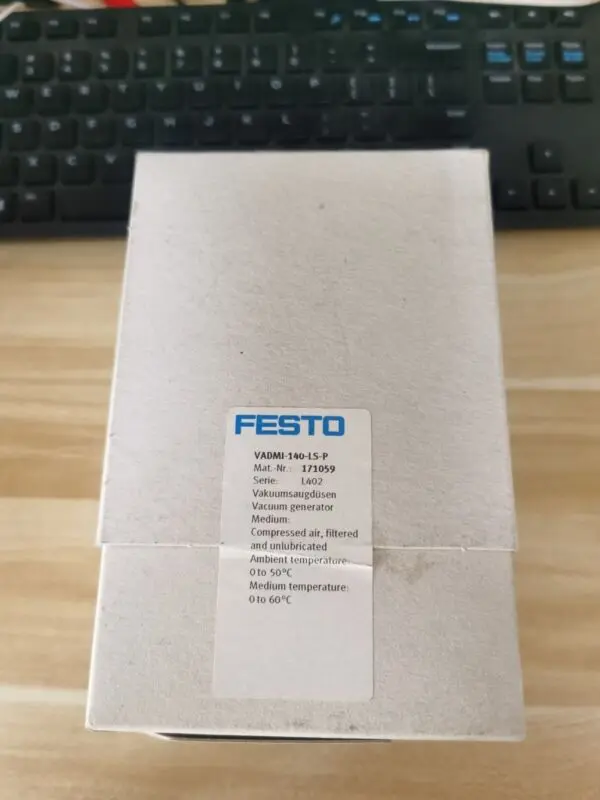 FESTO
VADMI-140-LS-P
Mat.-Nr.: 171059
Serie: L402
Vakuumsaugdüsen
Vacuum generator
Medium:
Compressed air, filtered
and unlubricated
Ambient temperature:
0 to 50°C
Medium temperature:
0 to 60°C